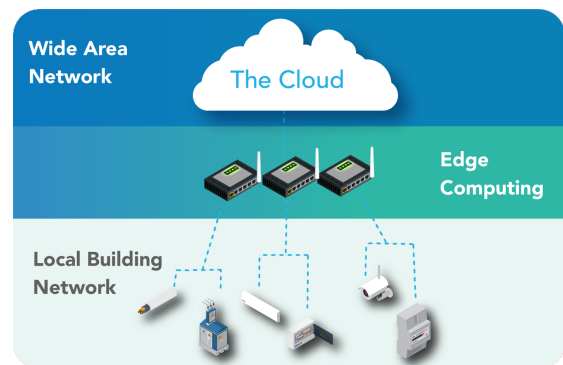 Wide Area
Network
The Cloud
Edge
Computing
Local Building
Network